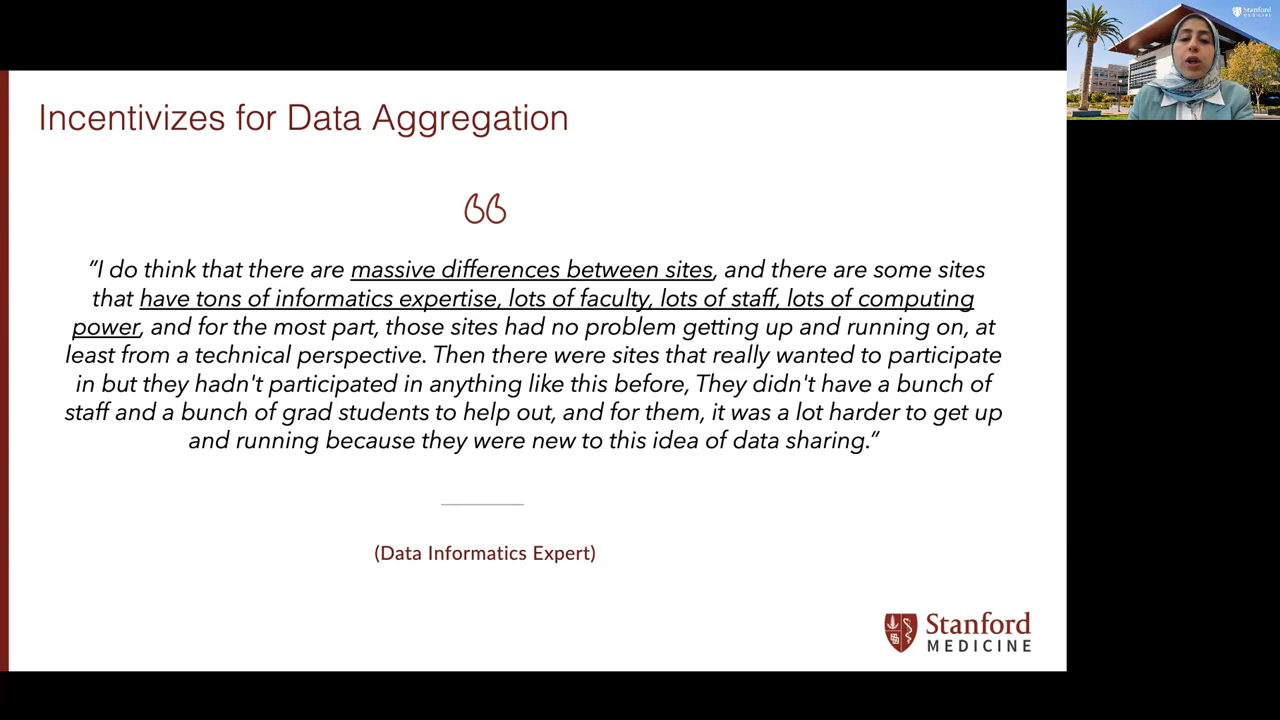 Incentivizes for Data Aggregation
“I do think that there are massive differences between sites, and there are some sites
that have tons of informatics expertise, lots of faculty, lots of staff, lots of computing
power, and for the most part, those sites had no problem getting up and running on, at
least from a technical perspective. Then there were sites that really wanted to participate
in but they hadn't participated in anything like this before, They didn't have a bunch of
staff and a bunch of grad students to help out, and for them, it was a lot harder to get up
and running because they were new to this idea of data sharing.”
(Data Informatics Expert)
Stanford
MEDICINE
Stanford
MEDICINE